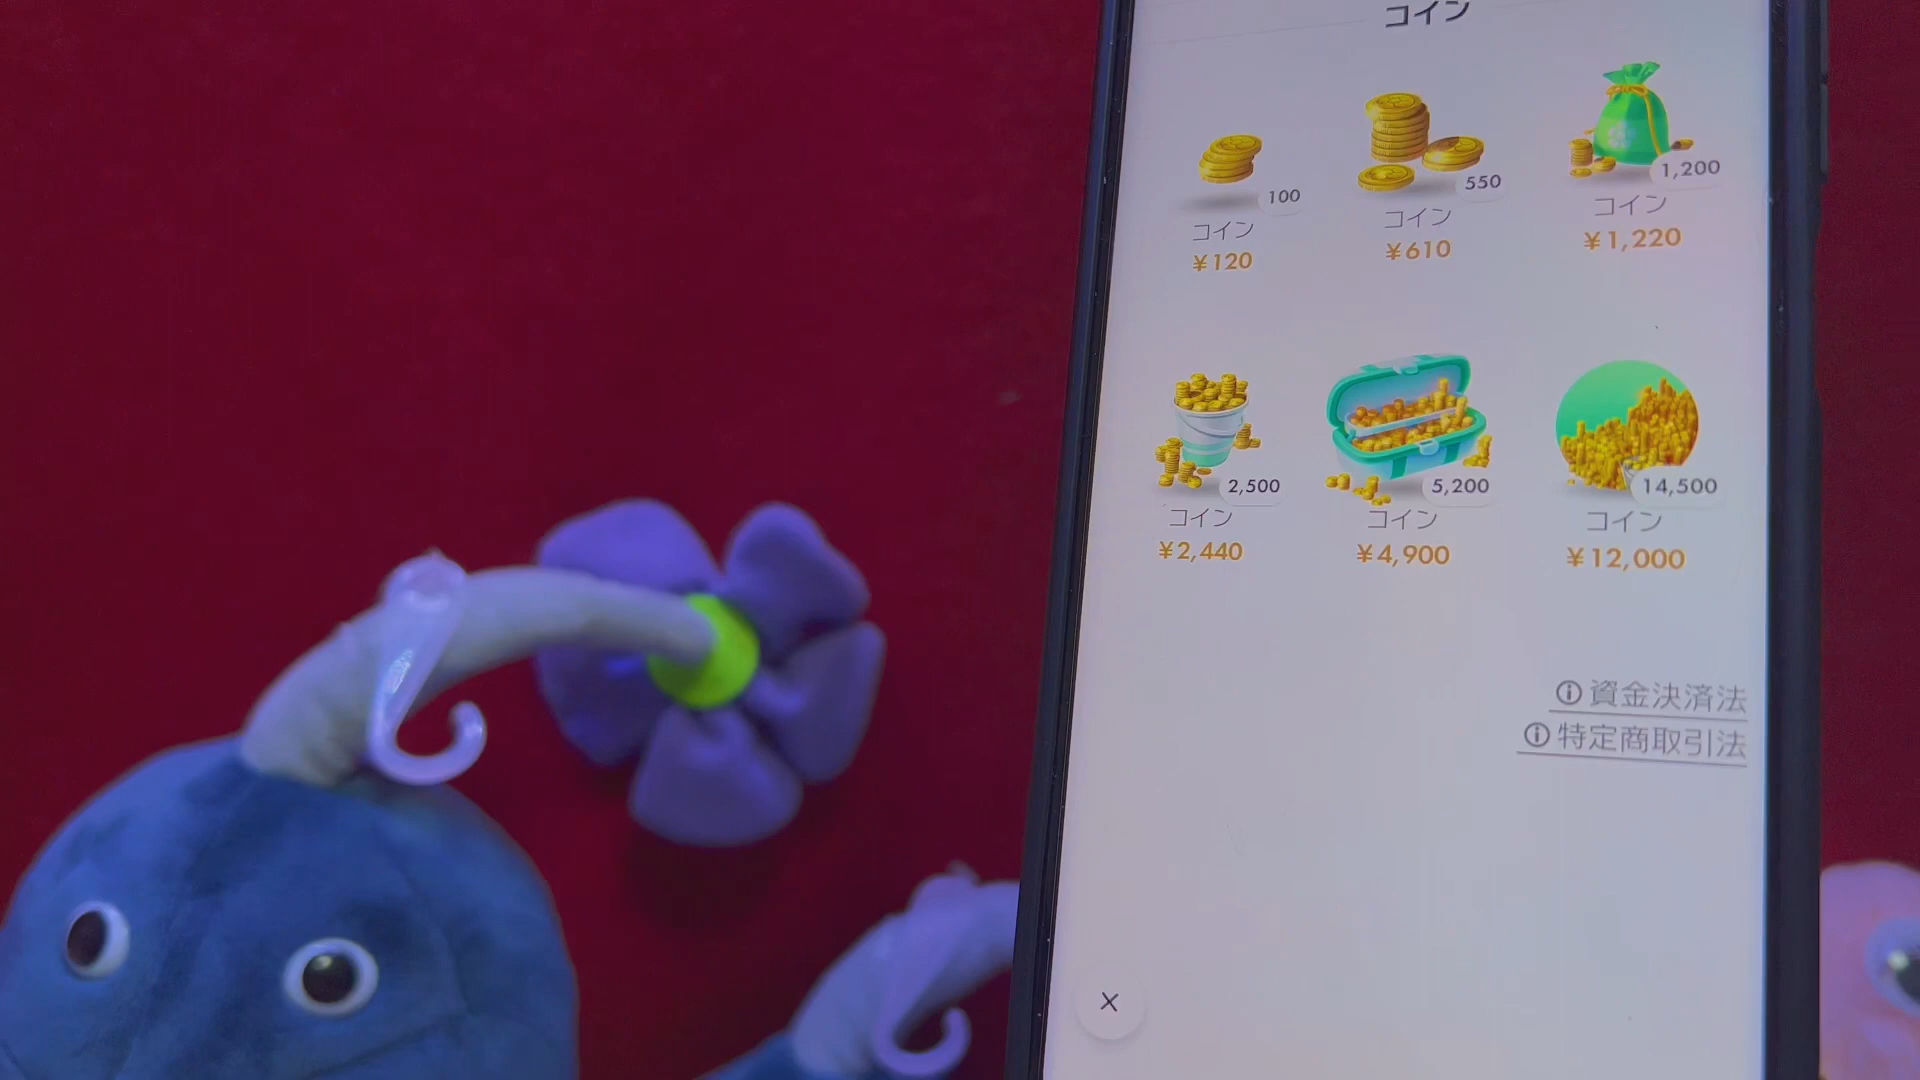 コイン
100
コイン
¥120
550
コイン
¥610
1,200
コイン
¥1,220
2,500
コイン
¥2,440
5,200
コイン
¥4,900
14,500
コイン
¥12,000
資金決済法
特定商取引法